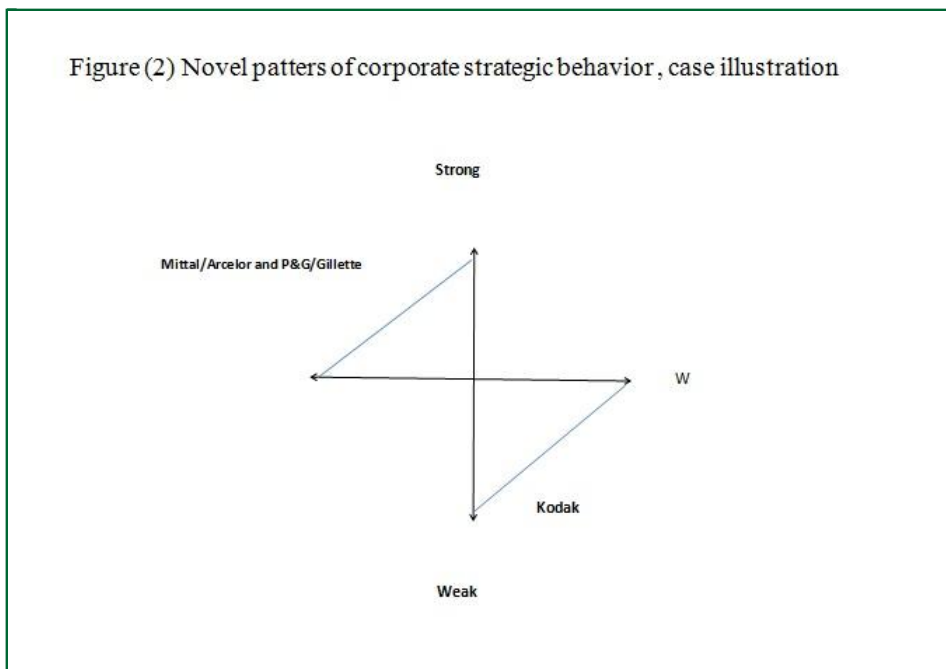 Figure (2) Novel patters of corporate strategic behavior , case illustration
Strong
Mittal/Arcelor and P&G/Gillette
W
Kodak
Weak